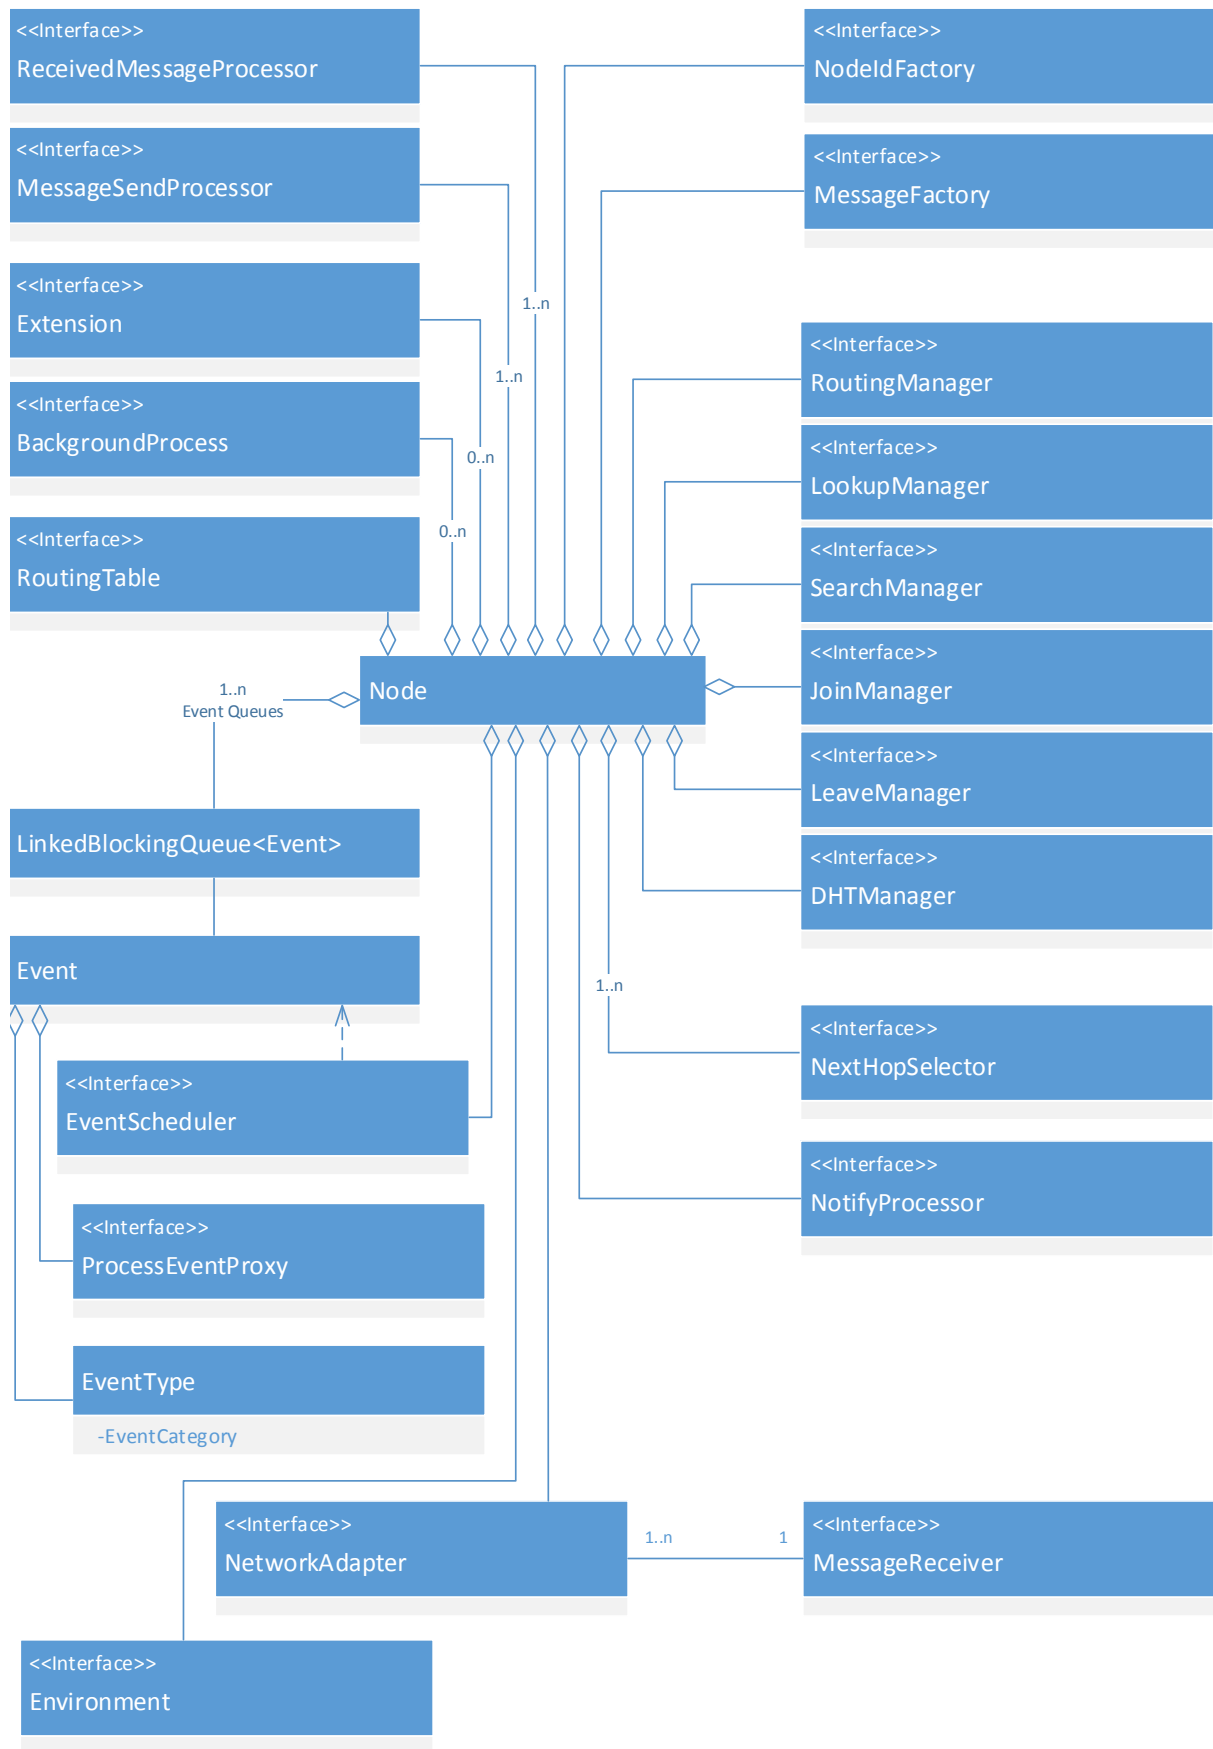 <<Interface>>
ReceivedMessageProcessor
<<Interface>>
MessageSendProcessor
<<Interface>>
Extension
<<Interface>>
BackgroundProcess
<<Interface>>
RoutingTable
<<Interface>>
NodeIdFactory
<<Interface>>
MessageFactory
1..n
1..n
0..n
0..n
<<Interface>>
RoutingManager
<<Interface>>
LookupManager
<<Interface>>
SearchManager
<<Interface>>
JoinManager
<<Interface>>
LeaveManager
<<Interface>>
DHTManager
Node
1..n
Event Queues
LinkedBlockingQueue<Event>
Event
<<Interface>>
EventScheduler
<<Interface>>
ProcessEventProxy
EventType
-EventCategory
1..n
<<Interface>>
NextHopSelector
<<Interface>>
NotifyProcessor
<<Interface>>
NetworkAdapter
1..n
1
<<Interface>>
MessageReceiver
<<Interface>>
Environment